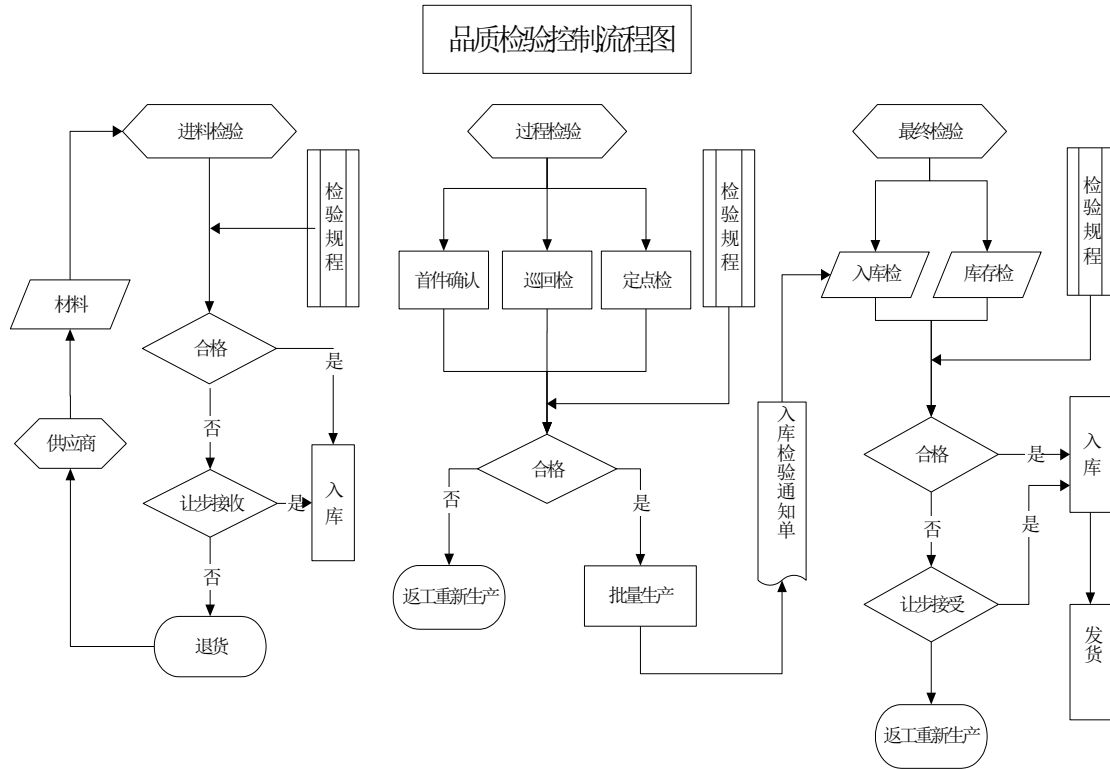 品质检验控制流程图
进料检验
检验规程
材料
合格
是
否
供应商
让步接收
是
入库
否
退货
过程检验
检验规程
首件确认
巡回检
定点检
合格
否
是
返工重新生产
批量生产
入库检验通知单
最终检验
检验规程
入库检
库存检
合格
是
入库
否
是
让步接受
发货
返工重新生产